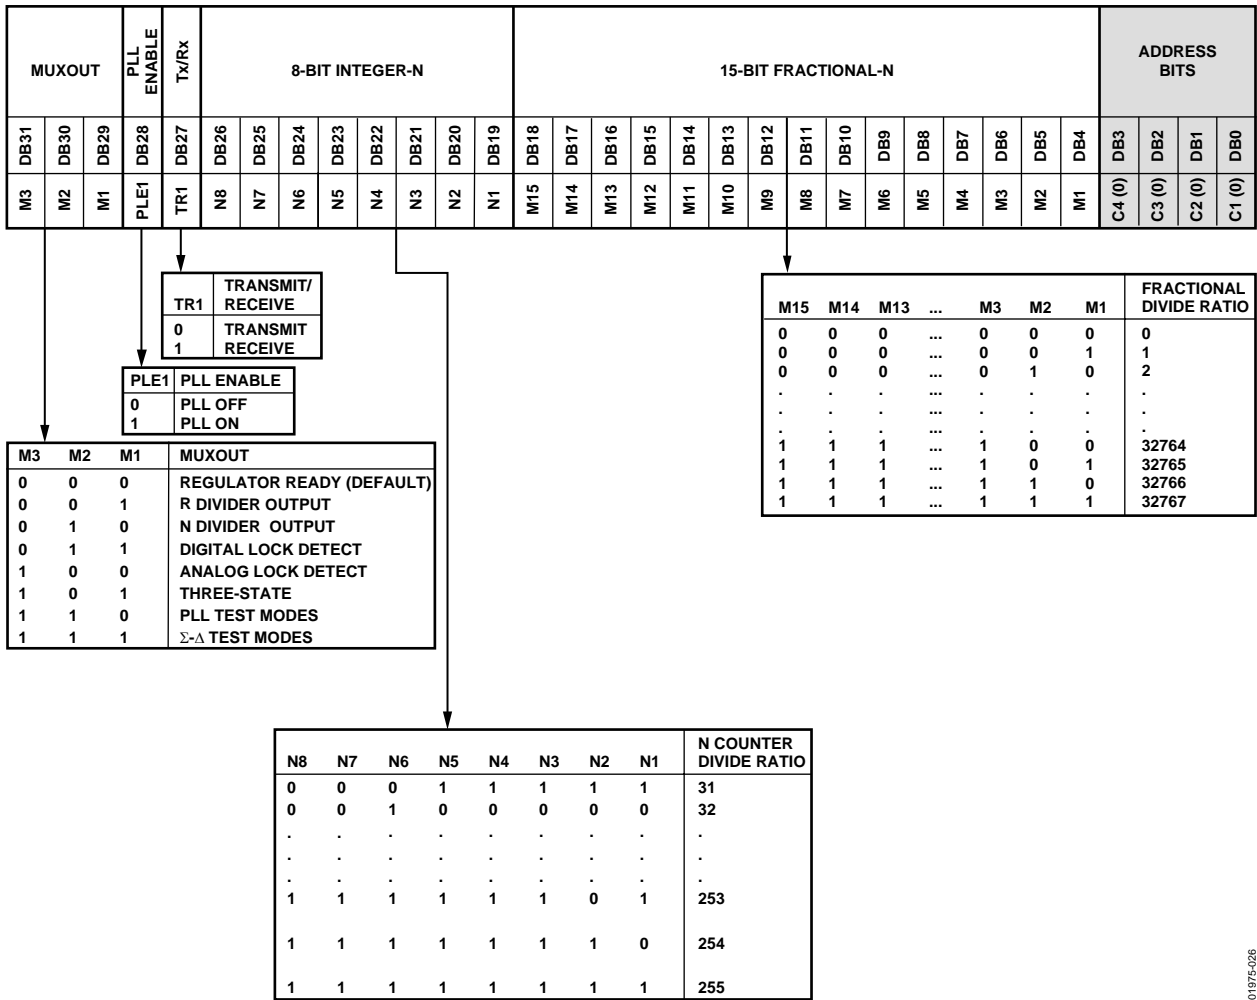 MUXOUT
PLL ENABLE
Tx/Rx
8-BIT INTEGER-N
15-BIT FRACTIONAL-N
ADDRESS
BITS
DB31 DB30 DB29 DB28 DB27 DB26 DB25 DB24 DB23 DB22 DB21 DB20 DB19 DB18 DB17 DB16 DB15 DB14 DB13 DB12 DB11 DB10 DB9 DB8 DB7 DB6 DB5 DB4 DB3 DB2 DB1 DB0
M3 M2 M1 PLE1 TR1 N8 N7 N6 N5 N4 N3 N2 N1 M15 M14 M13 M12 M11 M10 M9 M8 M7 M6 M5 M4 M3 M2 M1 C4 (0) C3 (0) C2 (0) C1 (0)
TRANSMIT/
TR1 RECEIVE
0 TRANSMIT
1 RECEIVE
PLE1 PLL ENABLE
0 PLL OFF
1 PLL ON
M3 M2 M1 MUXOUT
0 0 0 REGULATOR READY (DEFAULT)
0 0 1 R DIVIDER OUTPUT
0 1 0 N DIVIDER OUTPUT
0 1 1 DIGITAL LOCK DETECT
1 0 0 ANALOG LOCK DETECT
1 0 1 THREE-STATE
1 1 0 PLL TEST MODES
1 1 1 Σ-Δ TEST MODES
FRACTIONAL
M15 M14 M13 ... M3 M2 M1 DIVIDE RATIO
0 0 0 ... 0 0 0 0
0 0 0 ... 0 0 1 1
0 0 0 ... 0 1 0 2
. . . ... . . . .
. . . ... . . . .
. . . ... . . . .
1 1 1 ... 1 0 0 32764
1 1 1 ... 1 0 1 32765
1 1 1 ... 1 1 0 32766
1 1 1 ... 1 1 1 32767
N COUNTER
N8 N7 N6 N5 N4 N3 N2 N1 DIVIDE RATIO
0 0 0 1 1 1 1 1 31
0 0 1 0 0 0 0 0 32
. . . . . . . . .
. . . . . . . . .
. . . . . . . . .
1 1 1 1 1 1 0 1 253
1 1 1 1 1 1 1 0 254
1 1 1 1 1 1 1 1 255
01975-026